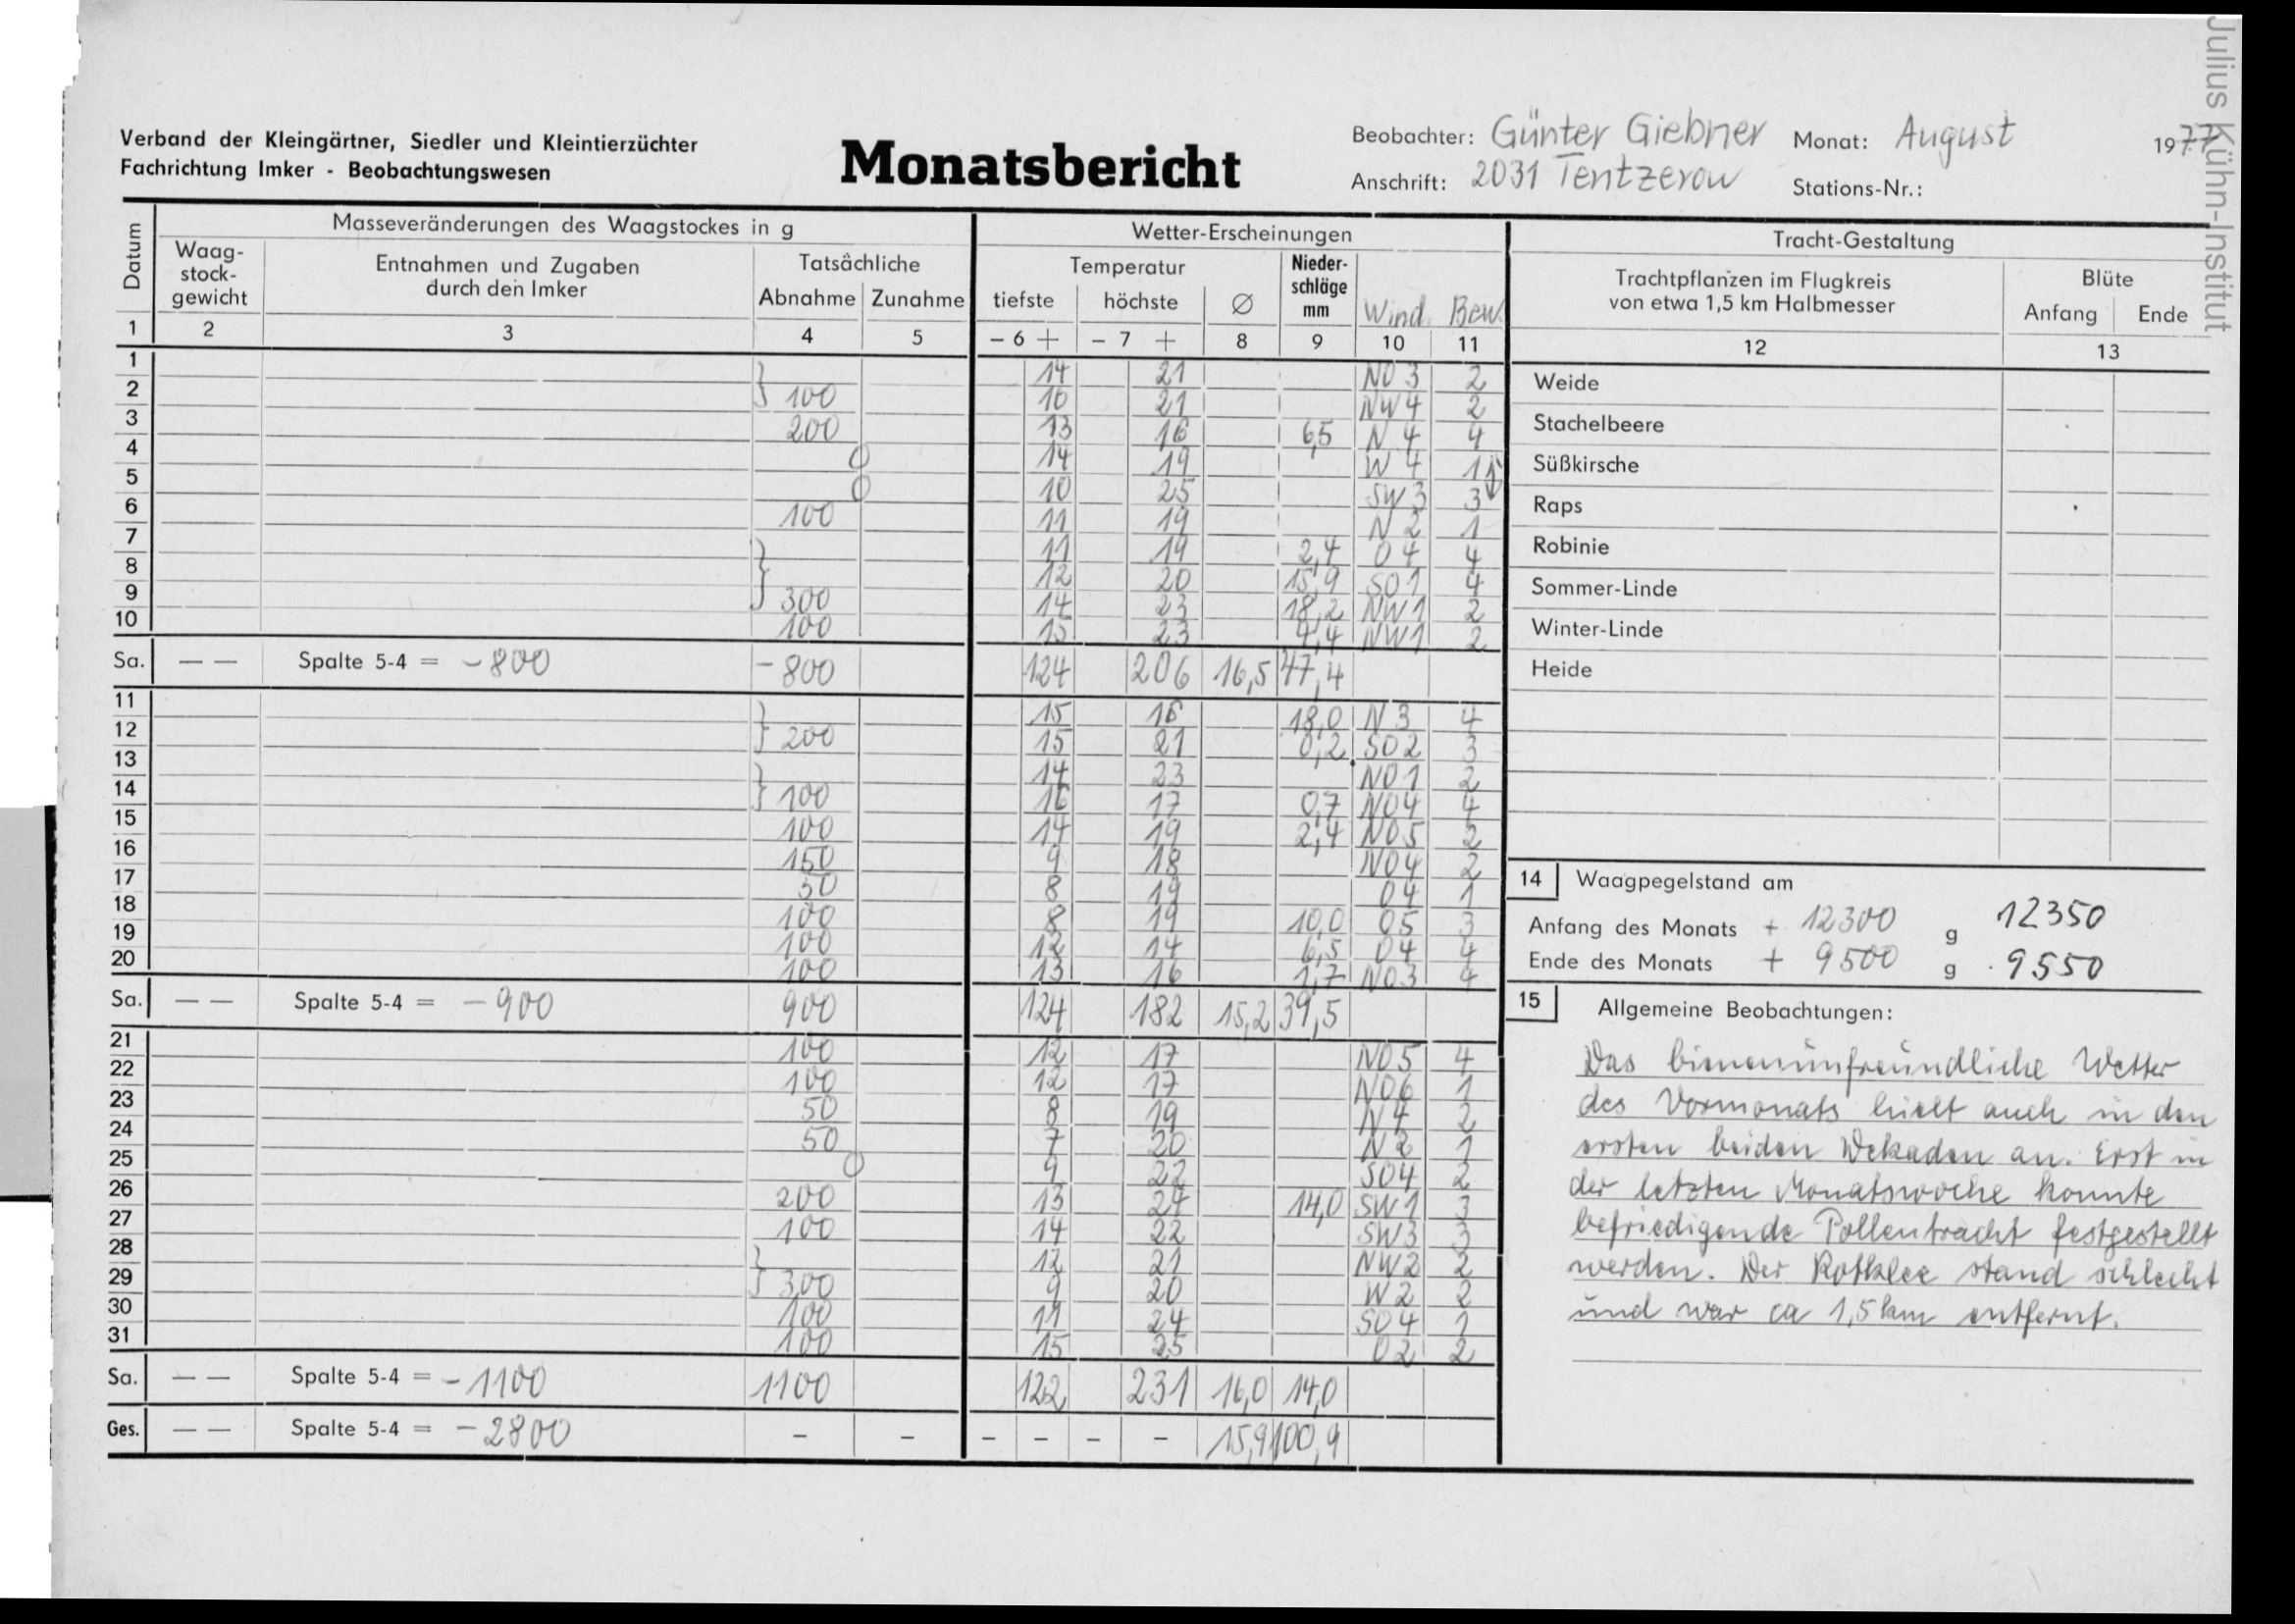 Verband der Kleingärtner, Siedler und Kleintierzüchter
Fachrichtung Imker - Beobachtungswesen
Monatsbericht
Beobachter: Günter Giebner Monat: August 1977
Anschrift: 2031 Tentzerow Stations-Nr.:
Julius Kühn-Institut
Datum Masseveränderungen des Waagstockes in g Wetter-Erscheinungen Tracht-Gestaltung
Waag-
stock-
gewicht
Entnahmen und Zugaben
durch den Imker
Tatsächliche
Abnahme Zunahme
Temperatur
tiefste höchste Ø
Nieder-
schläge
mm
Wind. Bew.
Trachtpflanzen im Flugkreis
von etwa 1,5 km Halbmesser
Blüte
Anfang Ende
1 2 3 4 5 - 6 + - 7 + 8 9 10 11 12 13
1 } 14 21 NO 3 2
2 100 16 21 NW 4 2
3 200 13 16 6,5 N 4 4
4 0 14 19 W 4 1
5 0 10 25 SW 3 3
6 100 11 19 N 2 1
7 } 11 19 2,4 O 4 4
8 12 20 15,9 SO 1 4
9 300 14 23 18,2 NW 1 2
10 100 15 23 4,4 NW 1 2
Sa. — — Spalte 5-4 = -800 -800 124 206 16,5 47,4
11 } 15 16 18,0 N 3 4
12 200 15 21 0,2 SO 2 3
13 } 14 23 NO 1 2
14 100 16 17 0,7 NO 4 4
15 100 14 19 2,4 NO 5 2
16 150 9 18 NO 4 2
17 50 8 19 O 4 1
18 100 8 19 10,0 O 5 3
19 100 12 14 6,5 O 4 4
20 100 13 16 1,7 NO 3 4
Sa. — — Spalte 5-4 = -900 900 124 182 15,2 39,5
21 100 12 17 NO 5 4
22 100 12 17 NO 6 1
23 50 8 19 N 4 2
24 50 7 20 N 2 1
25 0 9 22 SO 4 2
26 200 13 24 14,0 SW 1 3
27 100 14 22 SW 3 3
28 } 12 21 NW 2 2
29 300 9 20 W 2 2
30 100 11 24 SO 4 1
31 100 15 25 O 2 2
Sa. — — Spalte 5-4 = -1100 1100 122 231 16,0 14,0
Ges. — — Spalte 5-4 = -2800 – – – – – – 15,9 100,9
Weide
Stachelbeere
Süßkirsche
Raps
Robinie
Sommer-Linde
Winter-Linde
Heide
14 Waagpegelstand am
Anfang des Monats + 12300 g 12350
Ende des Monats + 9500 g 9550
15 Allgemeine Beobachtungen:
Das bienenunfreundliche Wetter
des Vormonats hielt auch in den
ersten beiden Dekaden an. Erst in
der letzten Monatswoche konnte
befriedigende Pollentracht festgestellt
werden. Der Rotklee stand schlecht
und war ca 1,5 km entfernt.